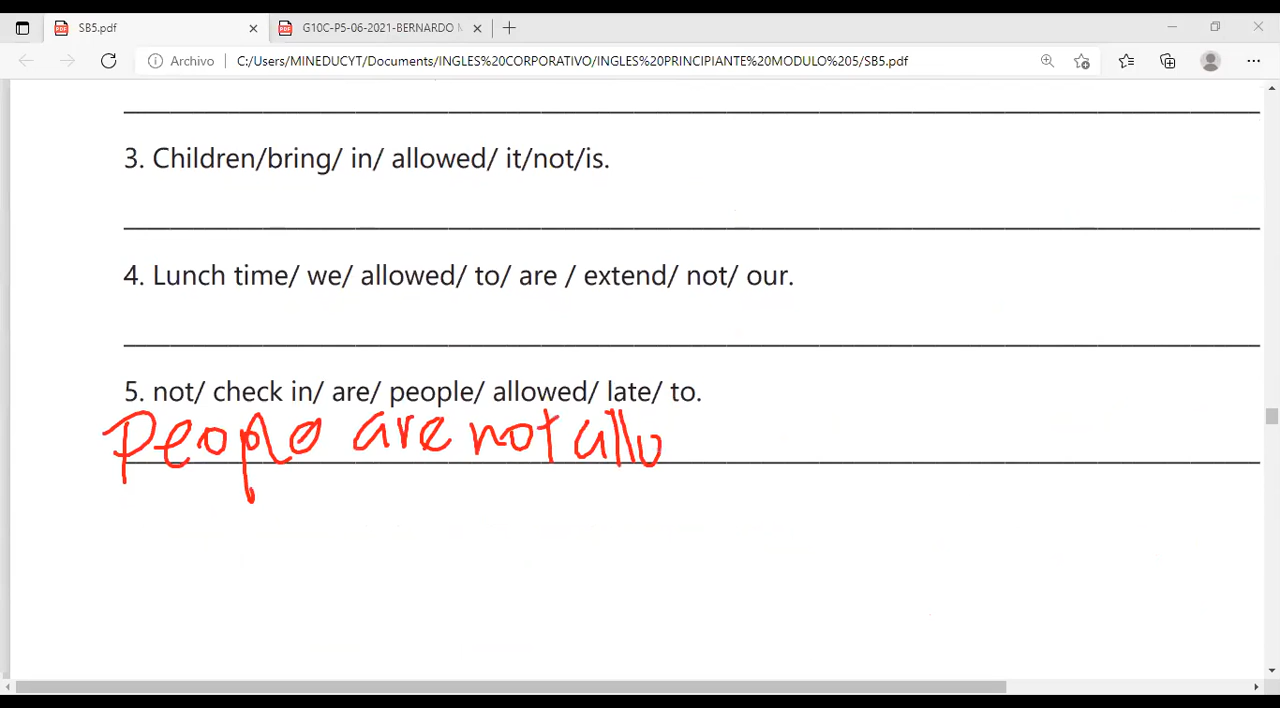 SB5.pdf
G10C-P5-06-2021-BERNARDO
Archivo
C:/Users/MINEDUCYT/Documents/INGLES%20CORPORATIVO/INGLES%20PRINCIPIANTE%20MODULO%205/SB5.pdf
3. Children/bring/ in/ allowed/ it/not/is.
4. Lunch time/ we/ allowed/ to/ are / extend/ not/ our.
5. not/ check in/ are/ people/ allowed/ late/ to.
People are not allo